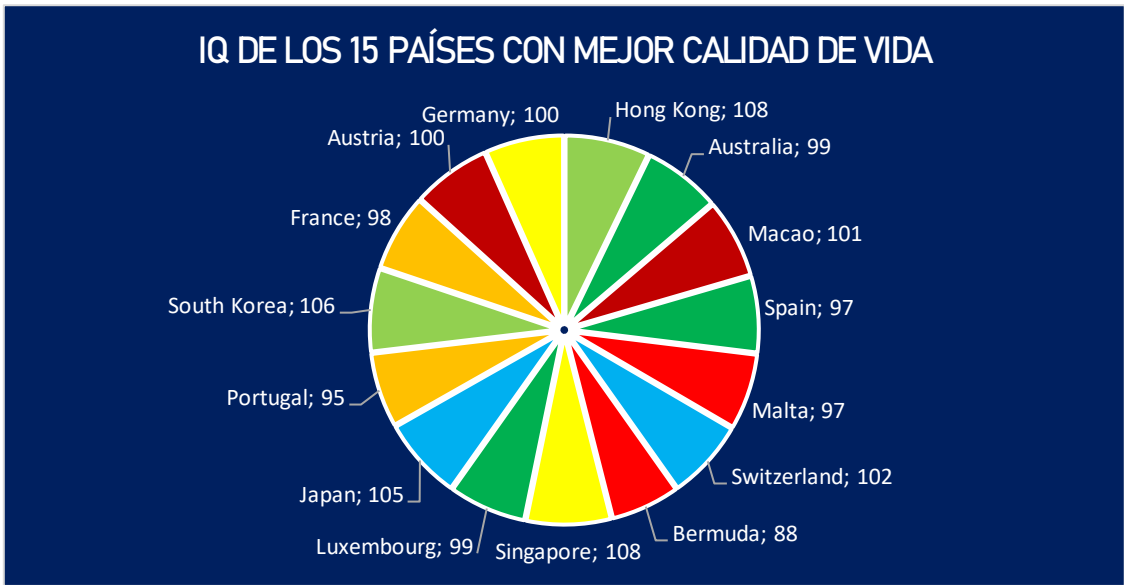 IQ DE LOS 15 PAÍSES CON MEJOR CALIDAD DE VIDA
Hong Kong; 108
Australia; 99
Macao; 101
Spain; 97
Malta; 97
Switzerland; 102
Bermuda; 88
Singapore; 108
Luxembourg; 99
Japan; 105
Portugal; 95
South Korea; 106
France; 98
Austria; 100
Germany; 100